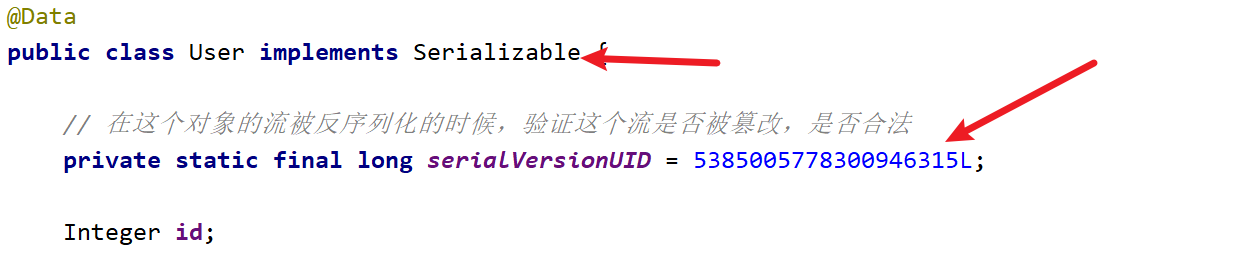 @Data
public class User implements Serializable {
// 在这个对象的流被反序列化的时候，验证这个流是否被篡改，是否合法
private static final long serialVersionUID = 5385005778300946315L;
Integer id;